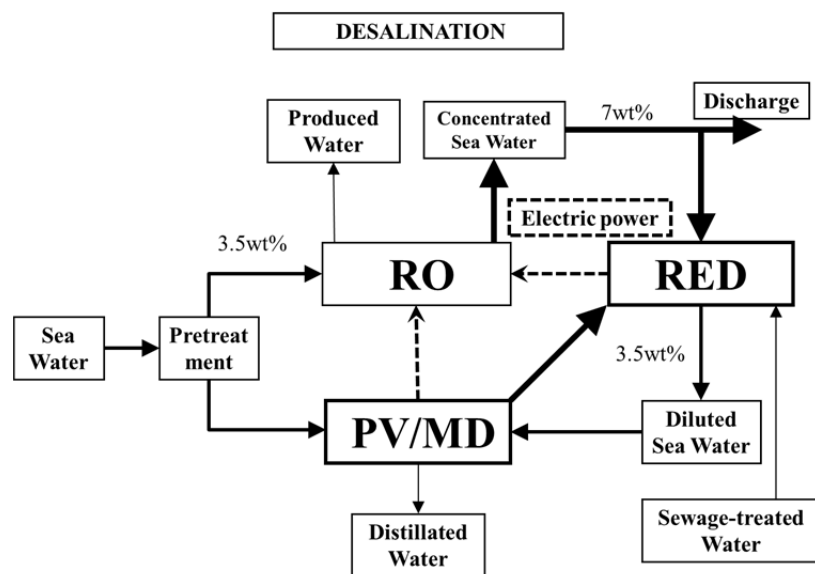 DESALINATION
Produced
Water
Concentrated
Sea Water
7wt%
Discharge
Electric power
3.5wt%
RO
RED
Sea
Water
Pretreat
ment
3.5wt%
PV/MD
Diluted
Sea Water
Distillated
Water
Sewage-treated
Water